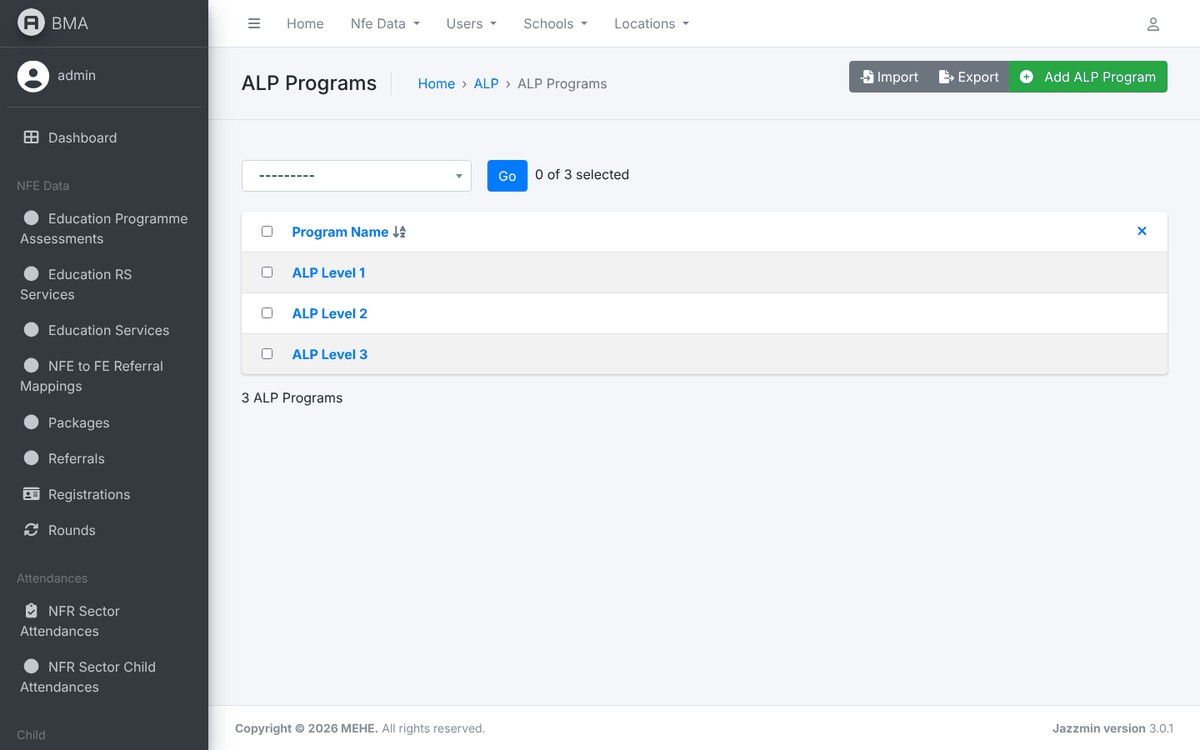 BMA
admin
Dashboard
NFE Data
Education Programme
Assessments
Education RS
Services
Education Services
NFE to FE Referral
Mappings
Packages
Referrals
Registrations
Rounds
Attendances
NFR Sector
Attendances
NFR Sector Child
Attendances
Child
Home Nfe Data Users Schools Locations
ALP Programs
Home › ALP › ALP Programs
Import Export Add ALP Program
--------- Go 0 of 3 selected
Program Name
ALP Level 1
ALP Level 2
ALP Level 3
3 ALP Programs
Copyright © 2026 MEHE. All rights reserved.
Jazzmin version 3.0.1